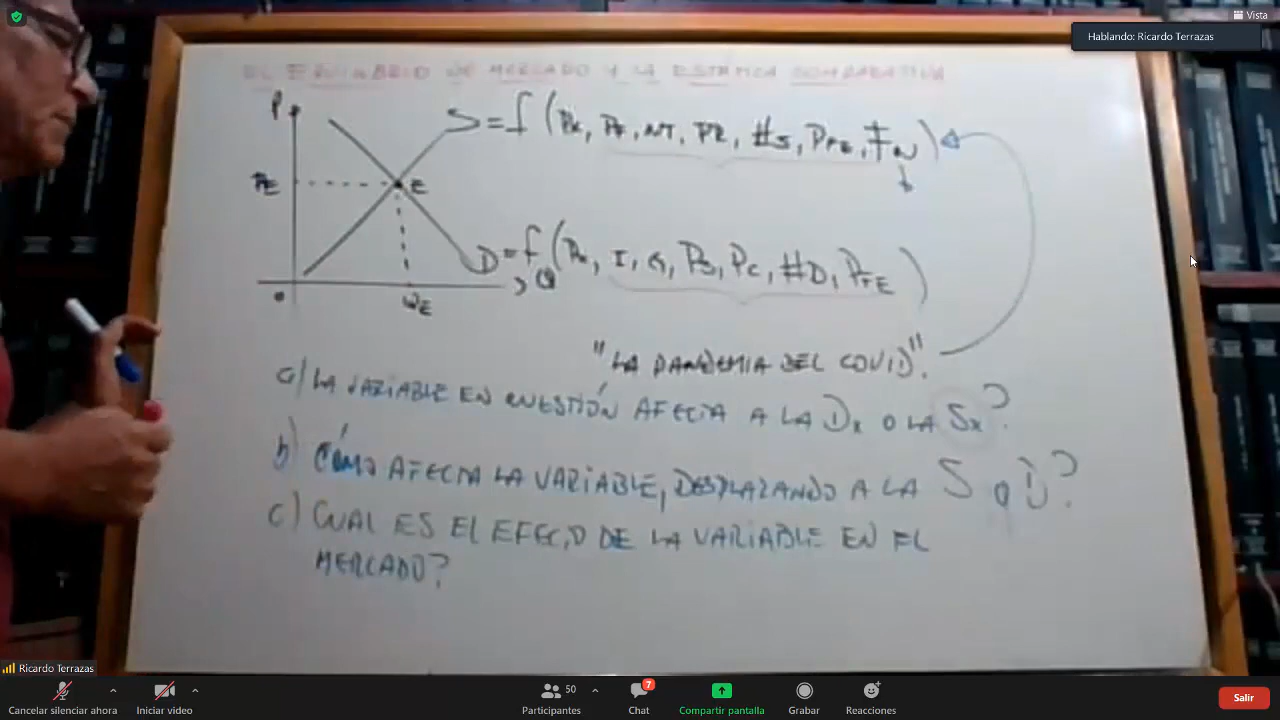 Vista
Hablando: Ricardo Terrazas
EL EQUILIBRIO DE MERCADO Y LA ESTÁTICA COMPARATIVA
P
S = f (Px, PF, NT, PR, #S, PFE, FN)
PE
E
D = f (Px, I, G, PS, PC, #D, PFE)
Q
0
QE
"LA PANDEMIA DEL COVID".
a) LA VARIABLE EN CUESTIÓN AFECTA A LA Dx O LA Sx?
b) CÓMO AFECTA LA VARIABLE, DESPLAZANDO A LA S o D?
c) CUAL ES EL EFECTO DE LA VARIABLE EN EL
MERCADO?
Ricardo Terrazas
Cancelar silenciar ahora
Iniciar video
50
Participantes
7
Chat
Compartir pantalla
Grabar
Reacciones
Salir